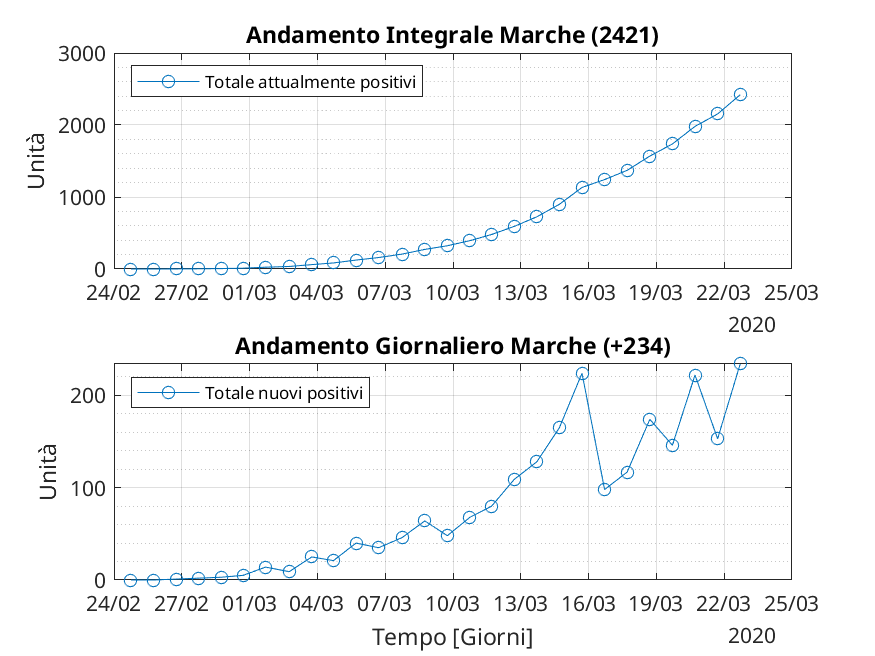 Andamento Integrale Marche (2421)
3000
2000
1000
0
Unità
Totale attualmente positivi
24/02 27/02 01/03 04/03 07/03 10/03 13/03 16/03 19/03 22/03 25/03
2020
Andamento Giornaliero Marche (+234)
200
100
0
Unità
Totale nuovi positivi
24/02 27/02 01/03 04/03 07/03 10/03 13/03 16/03 19/03 22/03 25/03
Tempo [Giorni]
2020